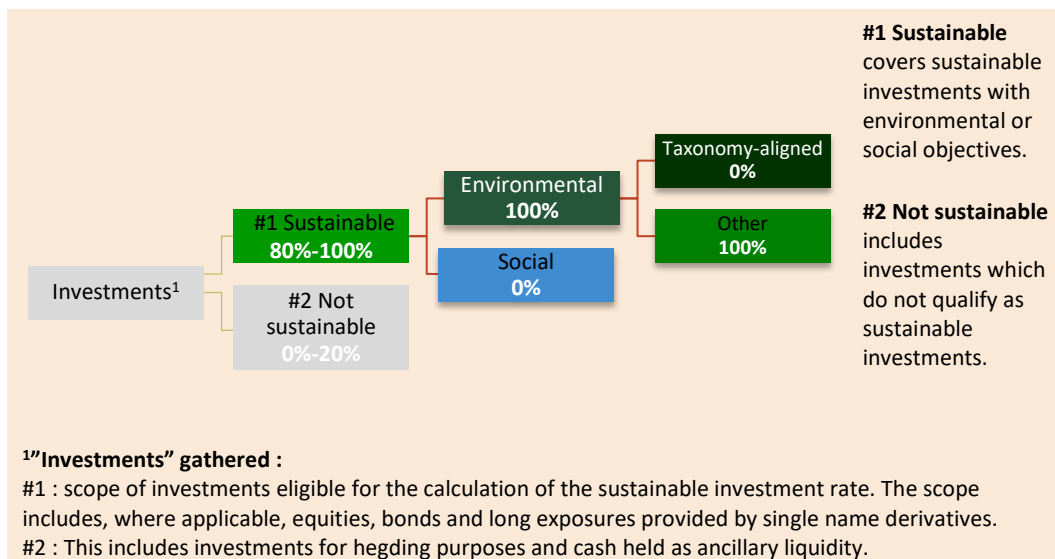 #1 Sustainable
covers sustainable
investments with
environmental or
social objectives.
#2 Not sustainable
includes
investments which
do not qualify as
sustainable
investments.
Investments1
#1 Sustainable
80%-100%
#2 Not
sustainable
0%-20%
Environmental
100%
Social
0%
Taxonomy-aligned
0%
Other
100%
1”Investments” gathered :
#1 : scope of investments eligible for the calculation of the sustainable investment rate. The scope
includes, where applicable, equities, bonds and long exposures provided by single name derivatives.
#2 : This includes investments for hegding purposes and cash held as ancillary liquidity.